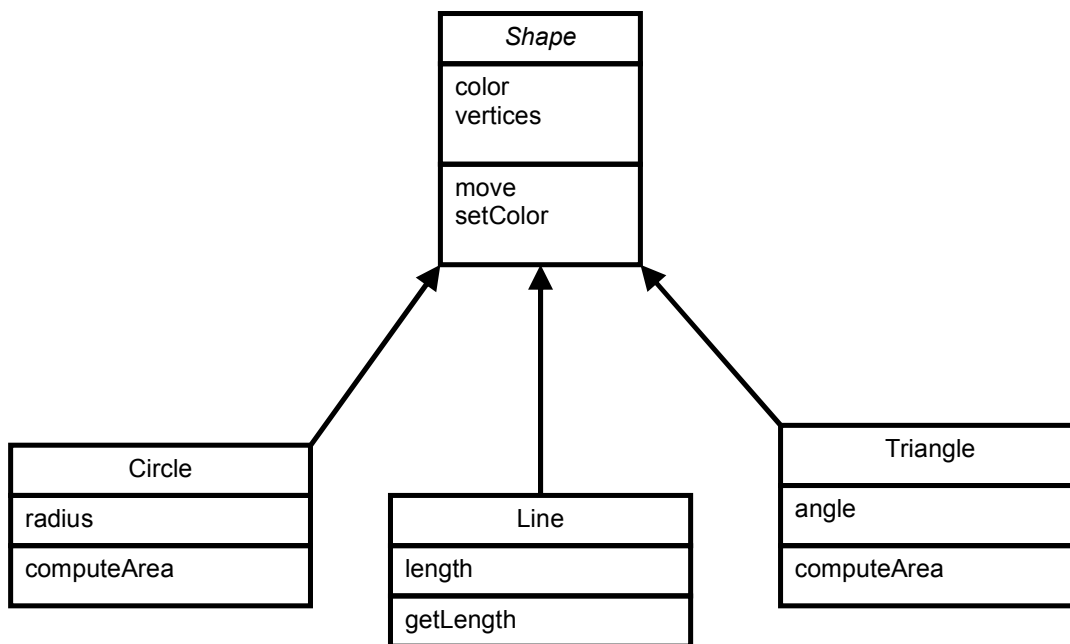 Shape
color
vertices
move
setColor
Circle
radius
computeArea
Line
length
getLength
Triangle
angle
computeArea